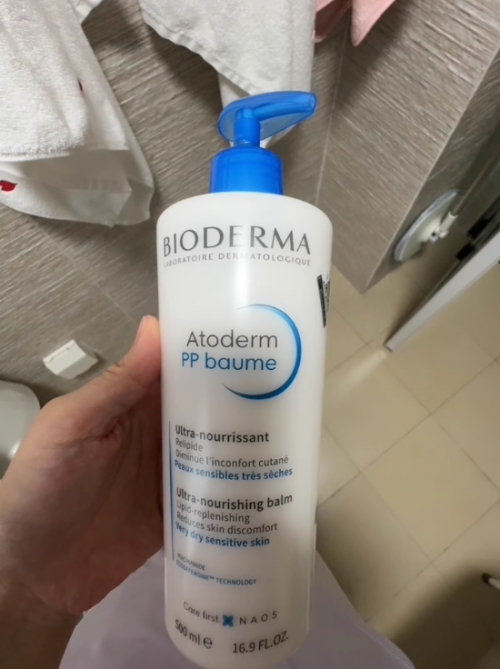 BIODERMA
LABORATOIRE DERMATOLOGIQUE
Atoderm
PP baume
Ultra-nourrissant
Relipide
Diminue l'inconfort cutané
Peaux sensibles très sèches
Ultra-nourishing balm
Lipid-replenishing
Reduces skin discomfort
Very dry sensitive skin
TECHNOLOGY
Care first. NAOS
500 ml e 16.9 FL.OZ.